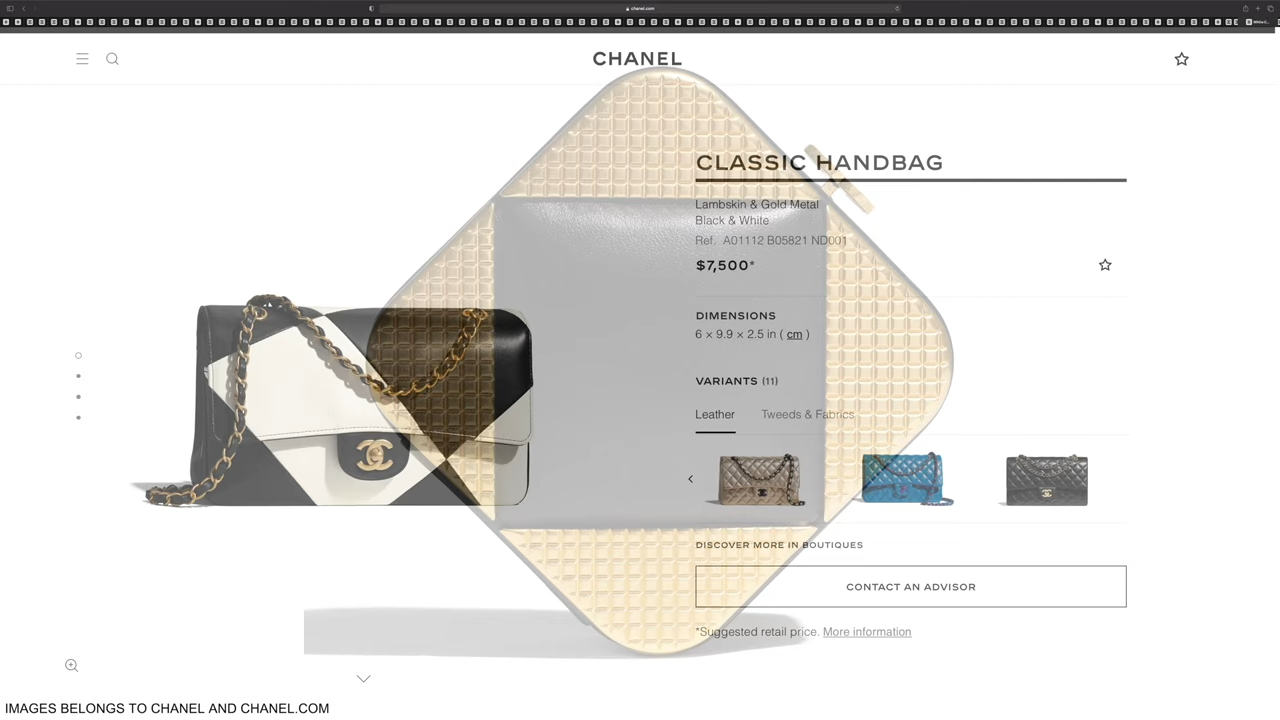 chanel.com
CHANEL
CLASSIC HANDBAG
Lambskin & Gold Metal
Black & White
Ref. A01112 B05821 ND001
$7,500*
DIMENSIONS
6 × 9.9 × 2.5 in ( cm )
VARIANTS (11)
Leather Tweeds & Fabrics
DISCOVER MORE IN BOUTIQUES
CONTACT AN ADVISOR
*Suggested retail price. More information
IMAGES BELONGS TO CHANEL AND CHANEL.COM